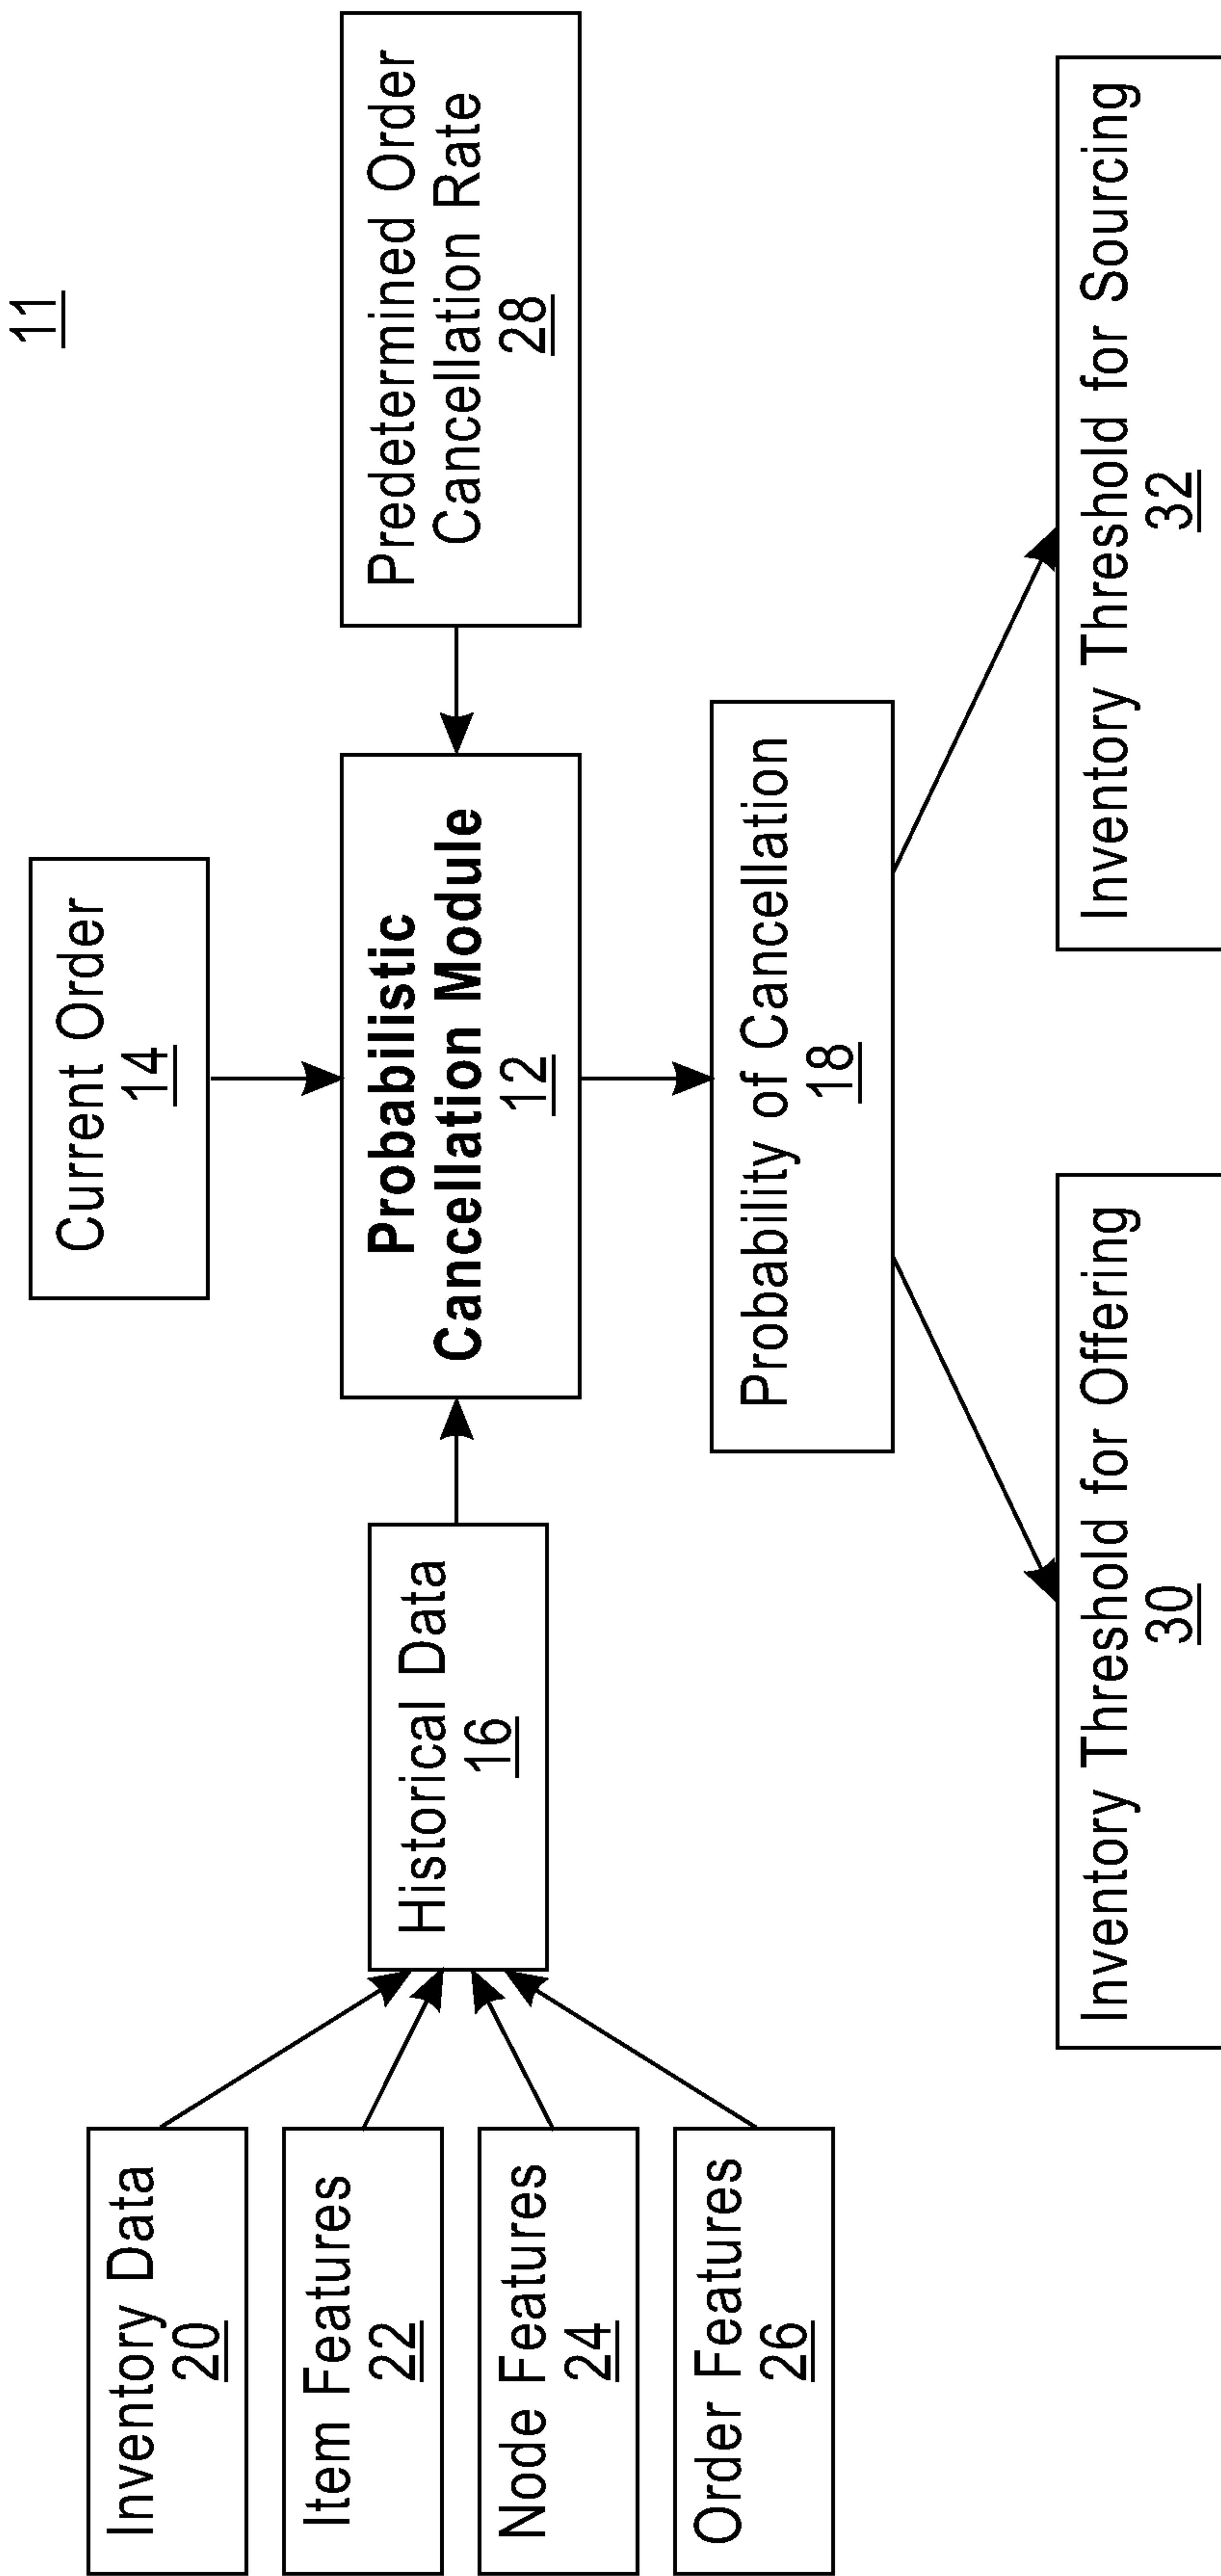 11
Current Order
14
Inventory Data
20
Item Features
22
Node Features
24
Order Features
26
Historical Data
16
Probabilistic
Cancellation Module
12
Predetermined Order
Cancellation Rate
28
Probability of Cancellation
18
Inventory Threshold for Offering
30
Inventory Threshold for Sourcing
32